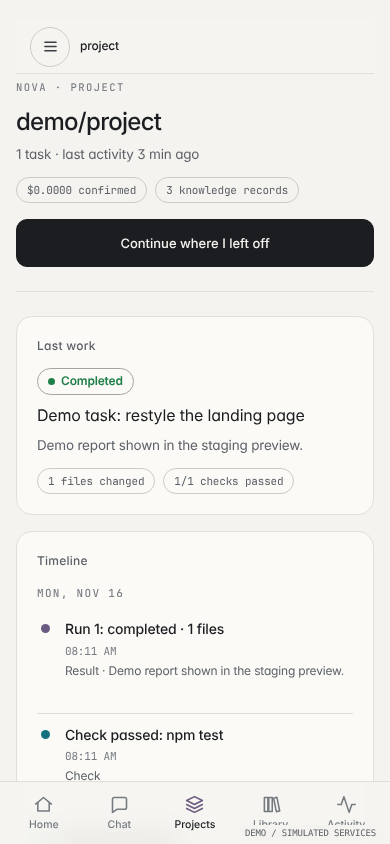 project
NOVA · PROJECT
demo/project
1 task · last activity 3 min ago
$0.0000 confirmed
3 knowledge records
Continue where I left off
Last work
Completed
Demo task: restyle the landing page
Demo report shown in the staging preview.
1 files changed
1/1 checks passed
Timeline
MON, NOV 16
Run 1: completed · 1 files
08:11 AM
Result · Demo report shown in the staging preview.
Check passed: npm test
08:11 AM
Check
Home
Chat
Projects
Library
Activity
DEMO / SIMULATED SERVICES